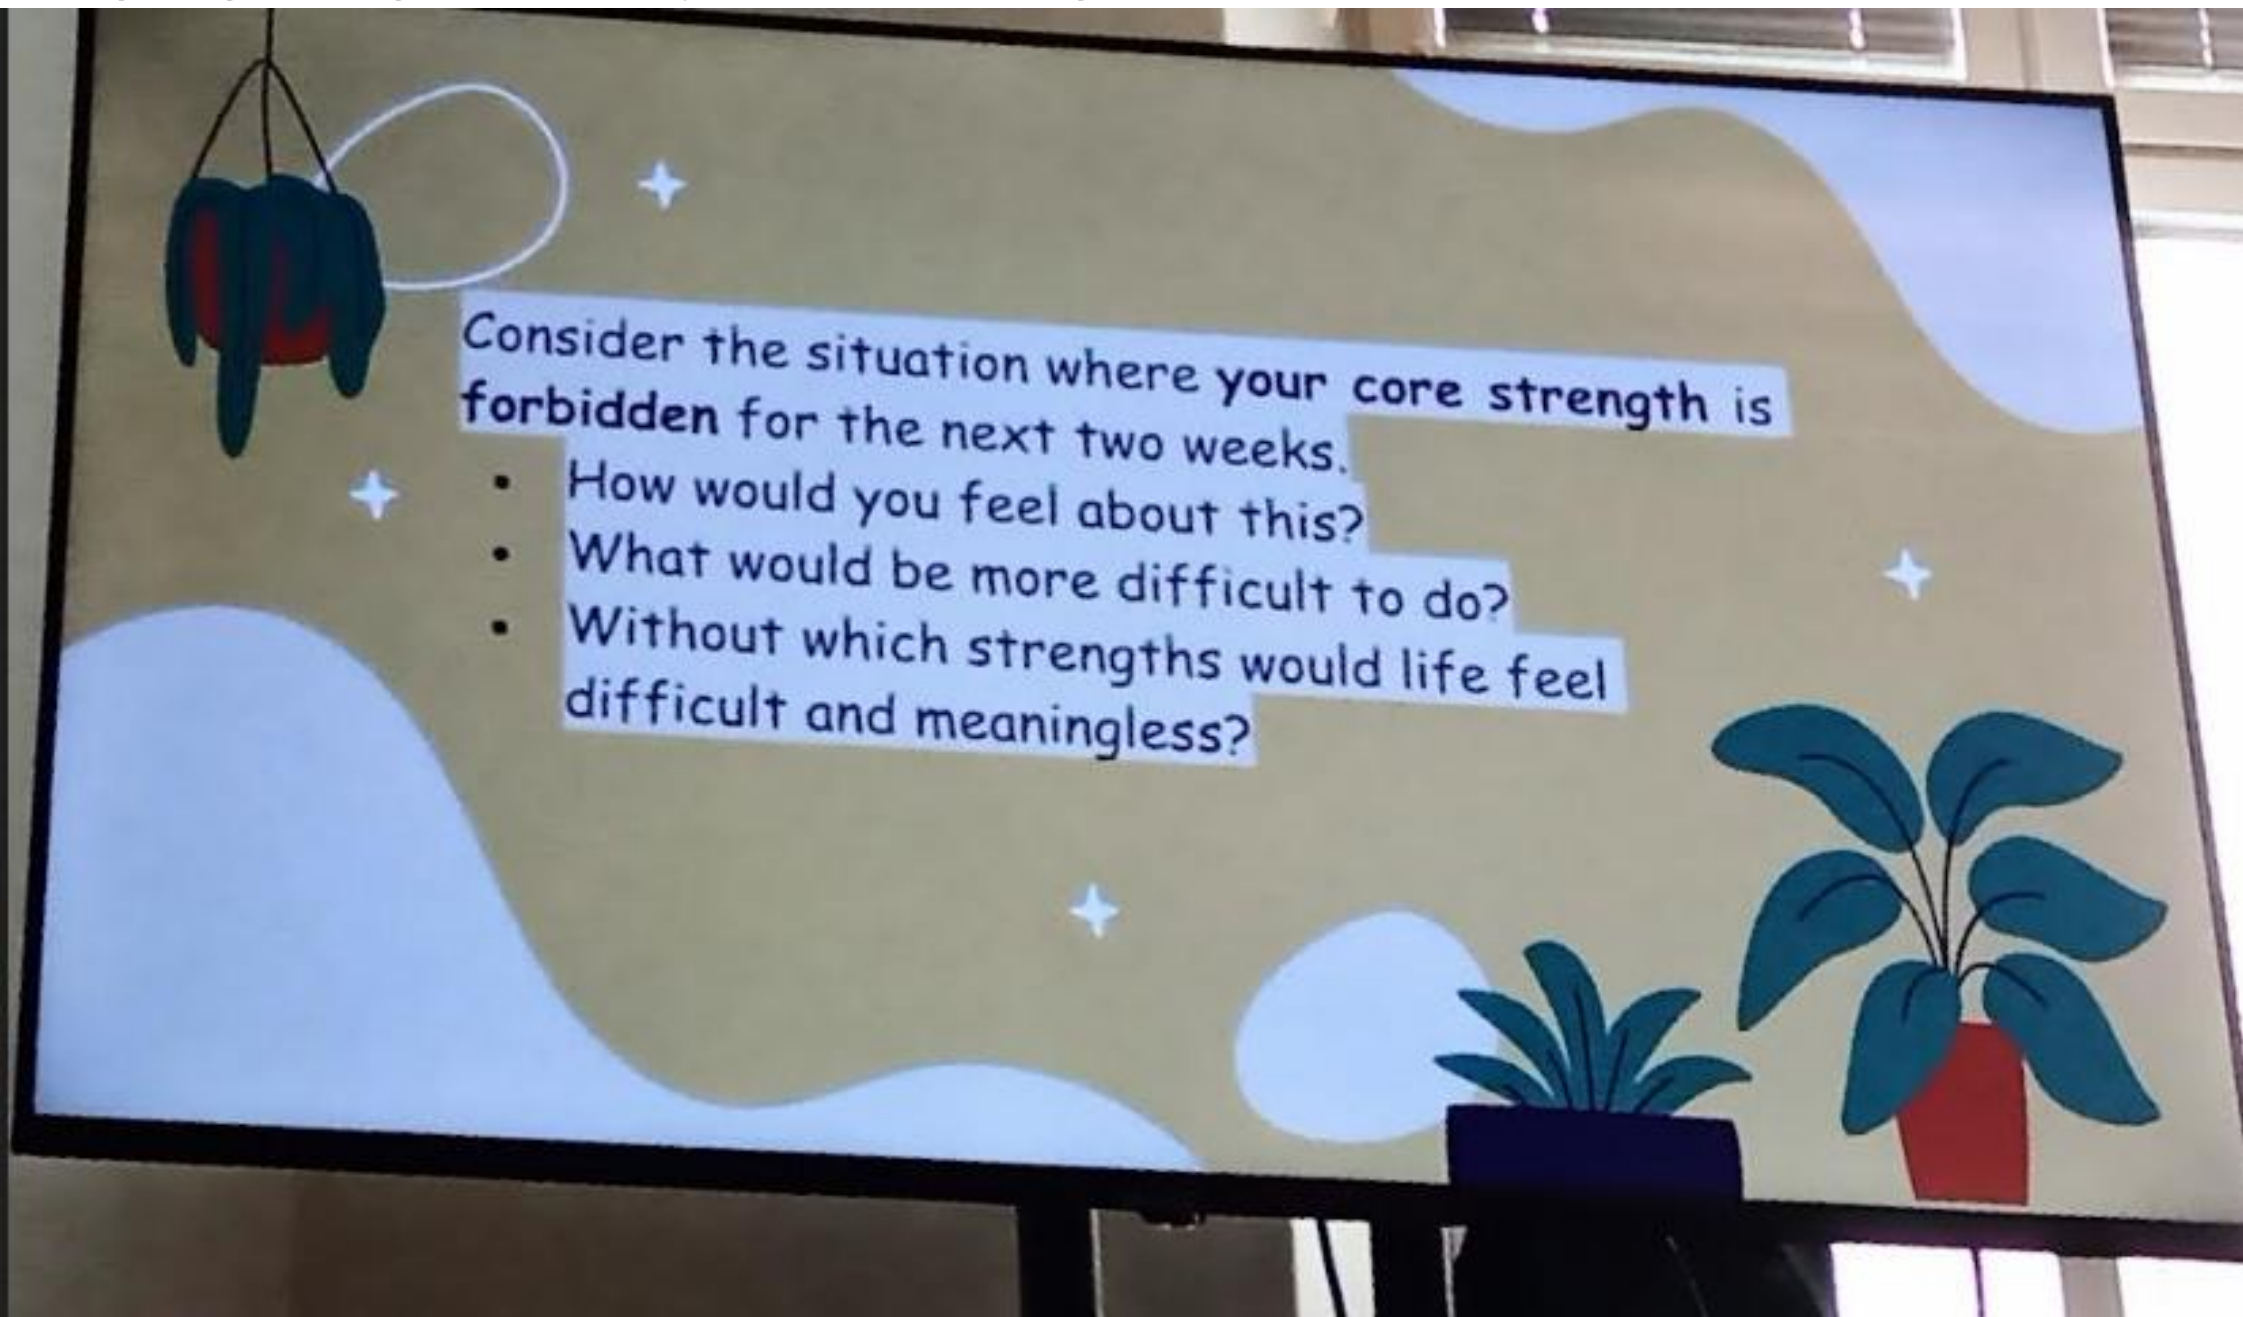 Consider the situation where your core strength is
forbidden for the next two weeks.
• How would you feel about this?
• What would be more difficult to do?
• Without which strengths would life feel
difficult and meaningless?